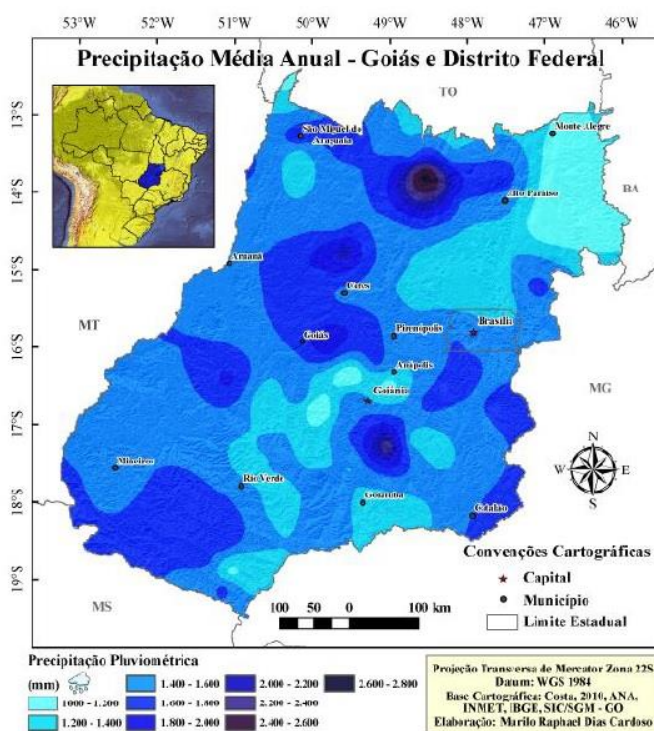 53°W 52°W 51°W 50°W 49°W 48°W 47°W 46°W
Precipitação Média Anual - Goiás e Distrito Federal
TO
13°S
São Miguel do
Araguaia
Monte Alegre
14°S
Alto Paraíso
BA
15°S
Aruanã
Ceres
MT
Goiás
Pirenópolis
Brasília
16°S
Anápolis
Goiânia
MG
17°S
Mineiros
Rio Verde
N
W E
S
18°S
Goiatuba
Catalão
Convenções Cartográficas
Capital
Município
Limite Estadual
19°S
MS
100 50 0 100 km
Precipitação Pluviométrica
(mm)
1000 - 1.200
1.200 - 1.400
1.400 - 1.600
1.600 - 1.800
1.800 - 2.000
2.000 - 2.200
2.200 - 2.400
2.400 - 2.600
2.600 - 2.800
Projeção Transversa de Mercator Zona 22S
Datum: WGS 1984
Base Cartográfica: Costa, 2010, ANA,
INMET, IBGE, SIC/SGM - GO
Elaboração: Murilo Raphael Dias Cardoso